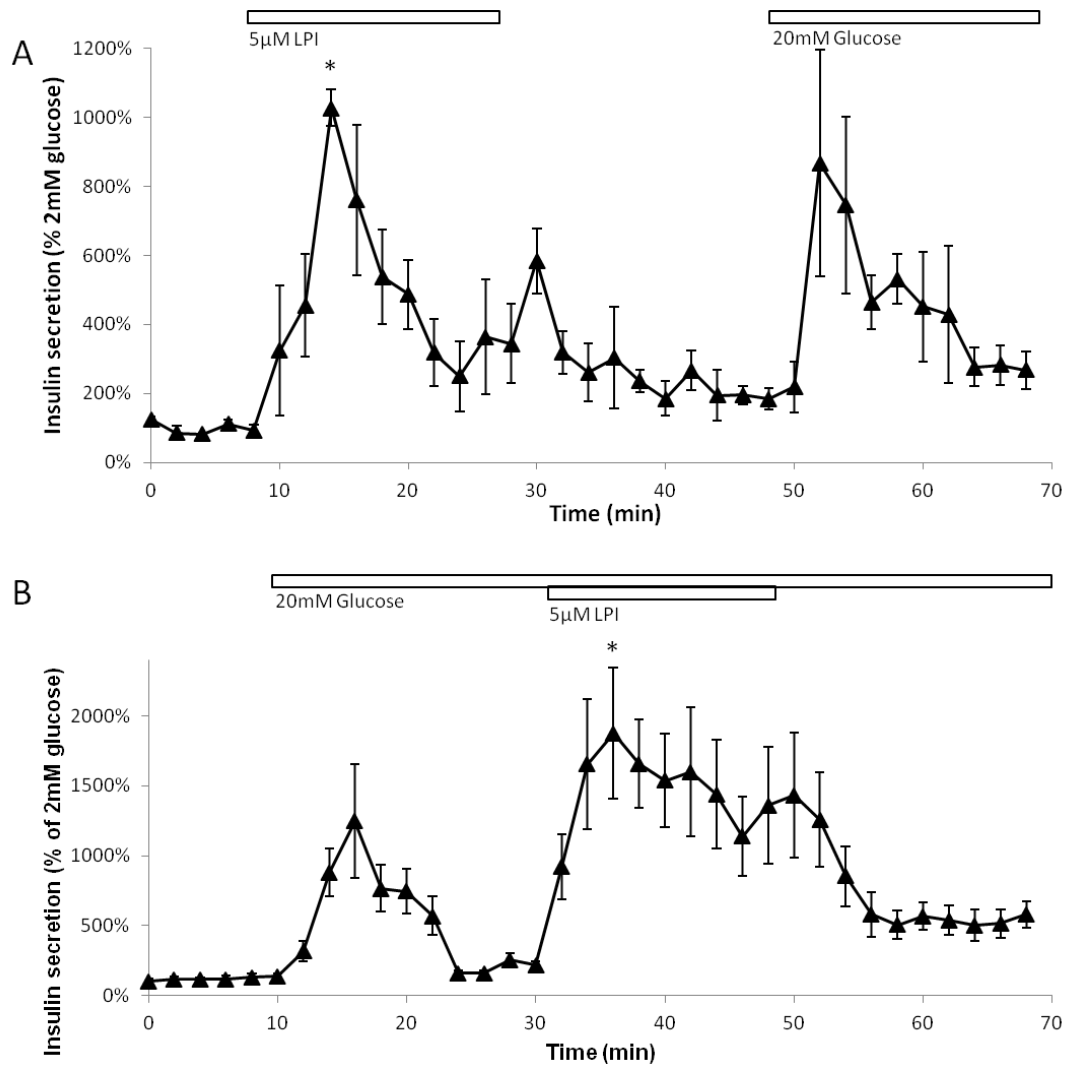 5µM LPI
20mM Glucose
A
*
Insulin secretion (% 2mM glucose)
1200%
1000%
800%
600%
400%
200%
0%
0 10 20 30 40 50 60 70
Time (min)
B
20mM Glucose
5µM LPI
*
Insulin secretion (% of 2mM glucose)
2000%
1500%
1000%
500%
0%
0 10 20 30 40 50 60 70
Time (min)